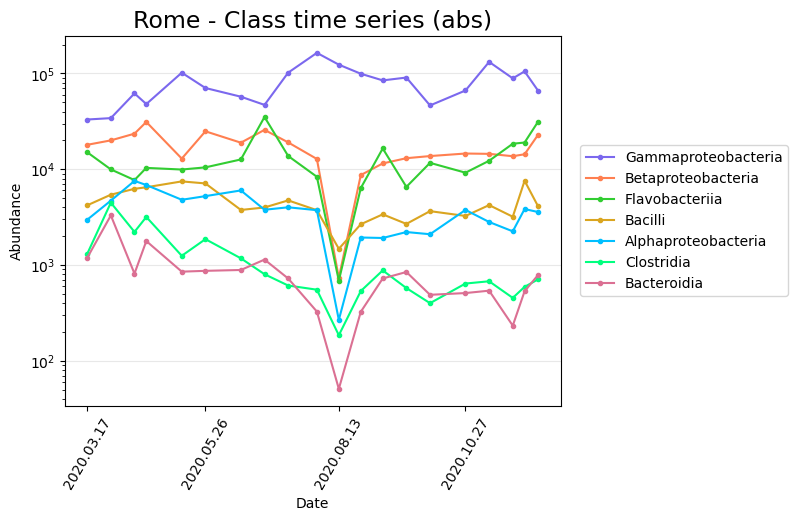 Rome - Class time series (abs)
Abundance
10^5
10^4
10^3
10^2
2020.03.17
2020.05.26
2020.08.13
2020.10.27
Date
Gammaproteobacteria
Betaproteobacteria
Flavobacteriia
Bacilli
Alphaproteobacteria
Clostridia
Bacteroidia